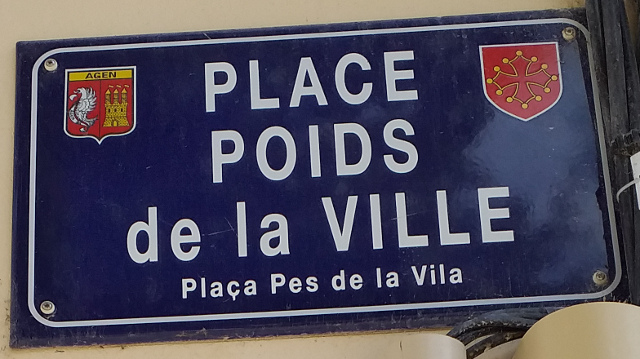 AGEN
PLACE
POIDS
de la VILLE
Plaça Pes de la Vila